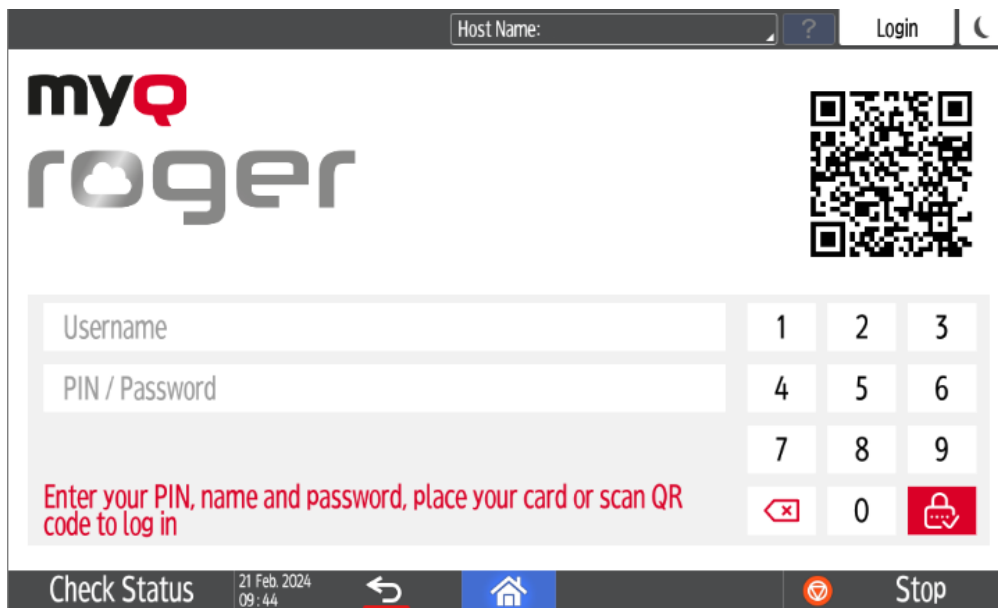 Host Name:
?
Login
myQ
roger
Username
PIN / Password
1 2 3
4 5 6
7 8 9
0
Enter your PIN, name and password, place your card or scan QR
code to log in
Check Status
21 Feb. 2024
09:44
Stop